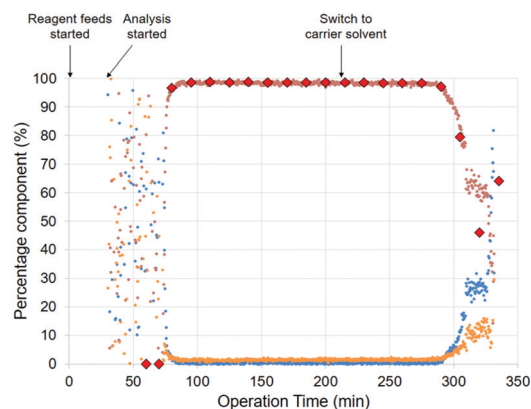 Reagent feeds started
Analysis started
Switch to carrier solvent
100
90
80
70
60
50
40
30
20
10
0
Percentage component (%)
0 50 100 150 200 250 300 350
Operation Time (min)